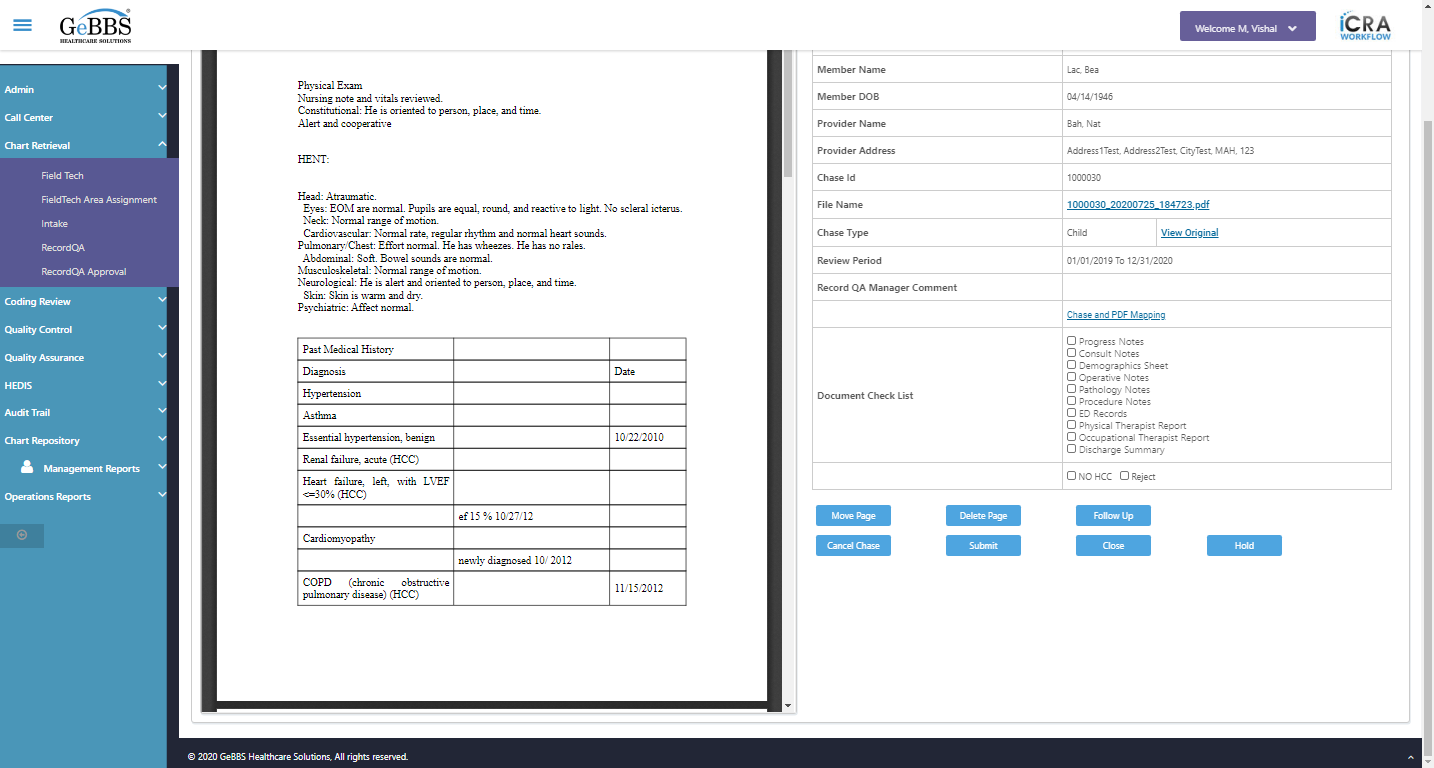 GeBBS
HEALTHCARE SOLUTIONS
Welcome M, Vishal
iCRA
WORKFLOW
Admin
Call Center
Chart Retrieval
Field Tech
FieldTech Area Assignment
Intake
RecordQA
RecordQA Approval
Coding Review
Quality Control
Quality Assurance
HEDIS
Audit Trail
Chart Repository
Management Reports
Operations Reports
Physical Exam
Nursing note and vitals reviewed.
Constitutional: He is oriented to person, place, and time.
Alert and cooperative
HENT:
Head: Atraumatic.
Eyes: EOM are normal. Pupils are equal, round, and reactive to light. No scleral icterus.
Neck: Normal range of motion.
Cardiovascular: Normal rate, regular rhythm and normal heart sounds.
Pulmonary/Chest: Effort normal. He has wheezes. He has no rales.
Abdominal: Soft. Bowel sounds are normal.
Musculoskeletal: Normal range of motion.
Neurological: He is alert and oriented to person, place, and time.
Skin: Skin is warm and dry.
Psychiatric: Affect normal.
Past Medical History
Diagnosis Date
Hypertension
Asthma
Essential hypertension, benign 10/22/2010
Renal failure, acute (HCC)
Heart failure, left, with LVEF
<=30% (HCC)
ef 15 % 10/27/12
Cardiomyopathy
newly diagnosed 10/ 2012
COPD (chronic obstructive
pulmonary disease) (HCC) 11/15/2012
Member Name Lac, Bea
Member DOB 04/14/1946
Provider Name Bah, Nat
Provider Address Address1Test, Address2Test, CityTest, MAH, 123
Chase Id 1000030
File Name 1000030_20200725_184723.pdf
Chase Type Child View Original
Review Period 01/01/2019 To 12/31/2020
Record QA Manager Comment
Chase and PDF Mapping
Document Check List
Progress Notes
Consult Notes
Demographics Sheet
Operative Notes
Pathology Notes
Procedure Notes
ED Records
Physical Therapist Report
Occupational Therapist Report
Discharge Summary
NO HCC Reject
Move Page Delete Page Follow Up
Cancel Chase Submit Close Hold
© 2020 GeBBS Healthcare Solutions, All rights reserved.